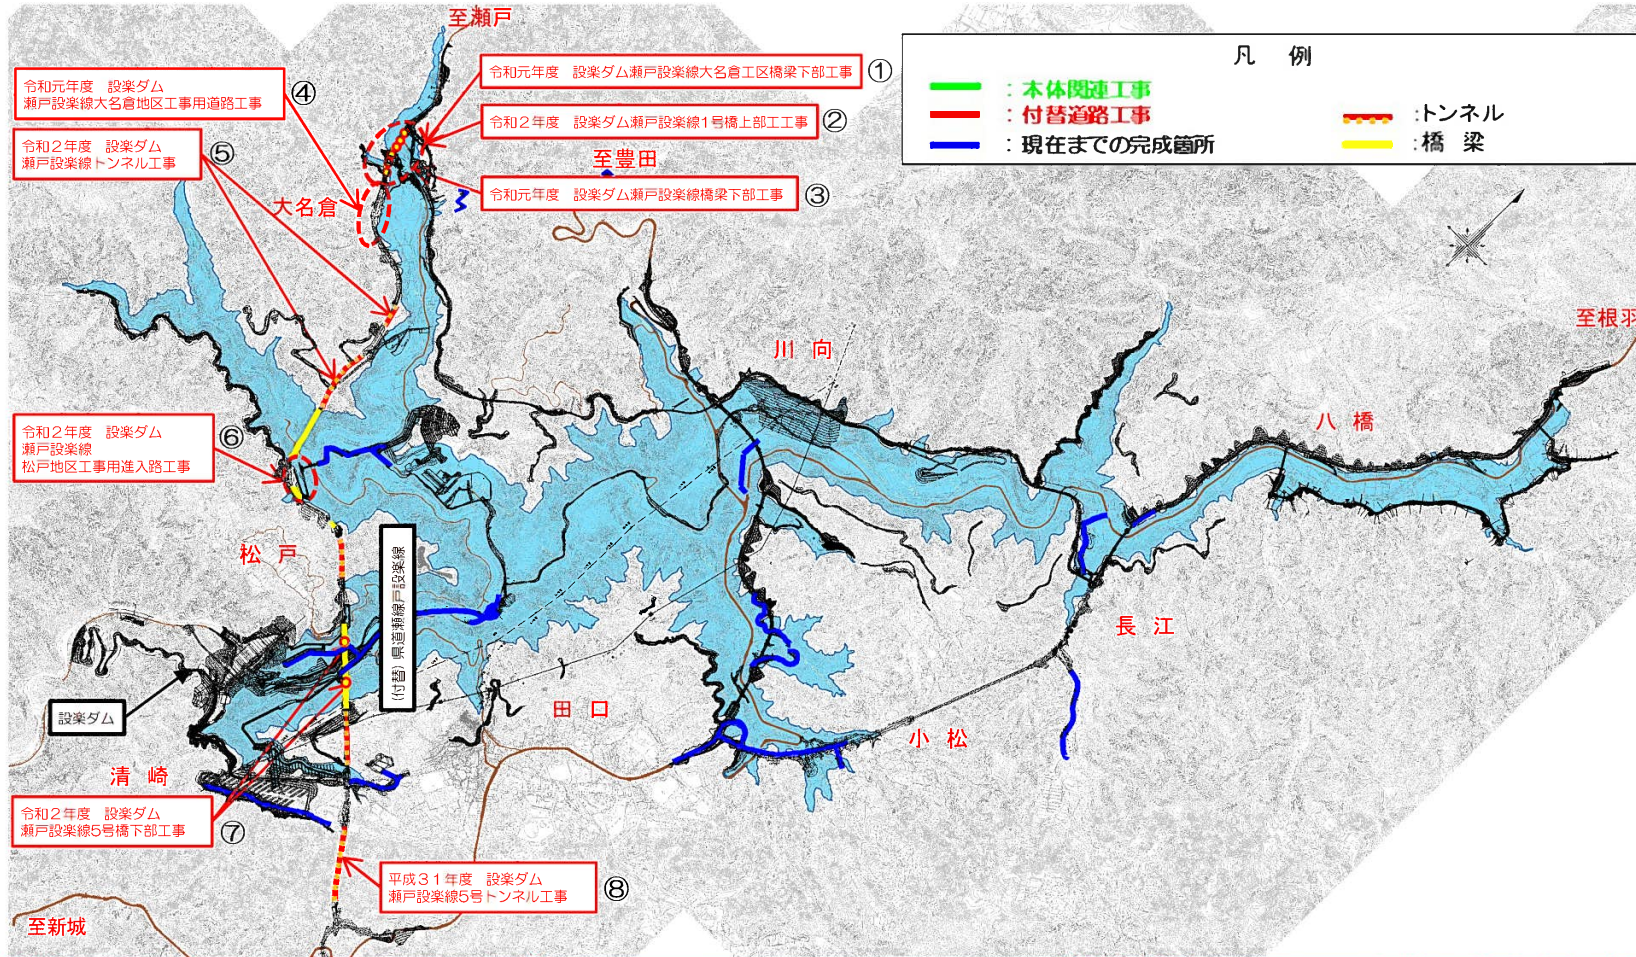 至瀬戸
凡 例
：本体関連工事
：付替道路工事
：現在までの完成箇所
：トンネル
：橋 梁
令和元年度 設楽ダム瀬戸設楽線大名倉工区橋梁下部工事
①
令和２年度 設楽ダム瀬戸設楽線1号橋上部工工事
②
令和元年度 設楽ダム瀬戸設楽線橋梁下部工事
③
令和元年度 設楽ダム
瀬戸設楽線大名倉地区工事用道路工事
④
令和２年度 設楽ダム
瀬戸設楽線トンネル工事
⑤
至豊田
大名倉
至根羽
川 向
八 橋
令和２年度 設楽ダム
瀬戸設楽線
松戸地区工事用進入路工事
⑥
松 戸
(付替) 県道瀬線戸設楽線
長 江
設楽ダム
田 口
小 松
清 崎
令和２年度 設楽ダム
瀬戸設楽線5号橋下部工事
⑦
平成３１年度 設楽ダム
瀬戸設楽線5号トンネル工事
⑧
至新城